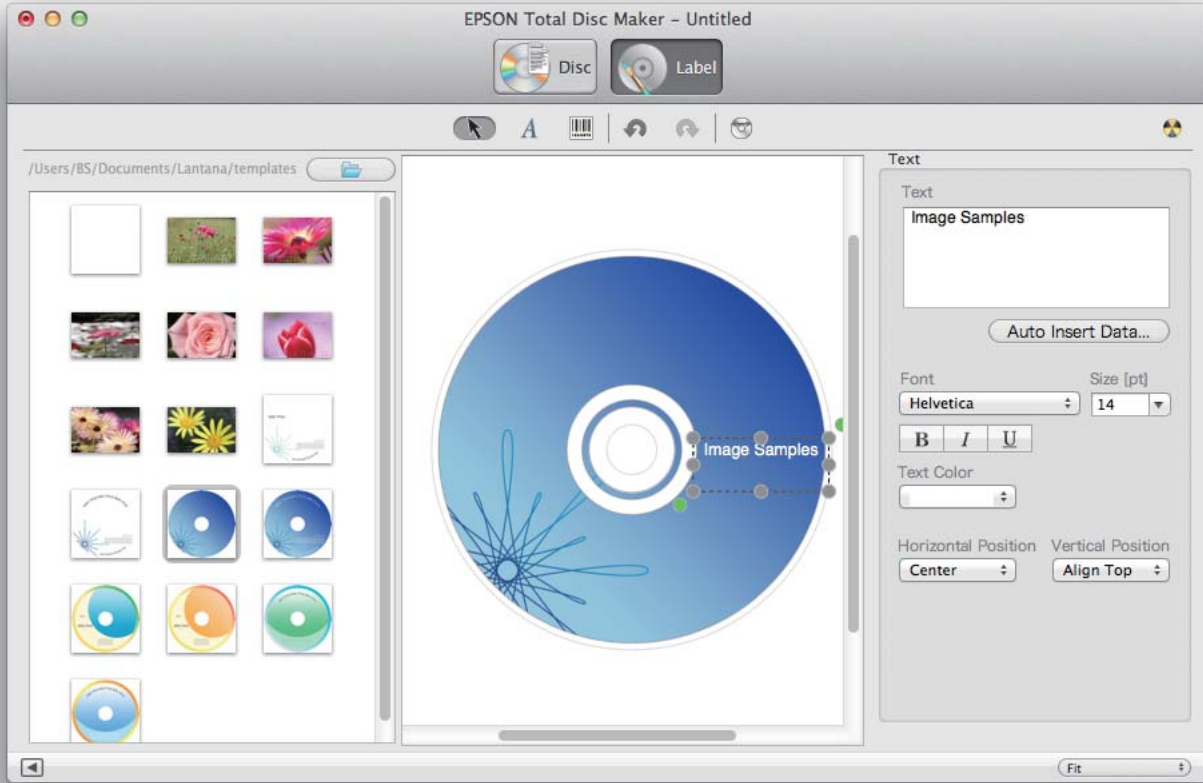 EPSON Total Disc Maker – Untitled
Disc
Label
A
/Users/BS/Documents/Lantana/templates
Text
Text
Image Samples
Auto Insert Data...
Font
Size [pt]
Helvetica
14
B I U
Text Color
Horizontal Position
Vertical Position
Center
Align Top
Image Samples
Fit